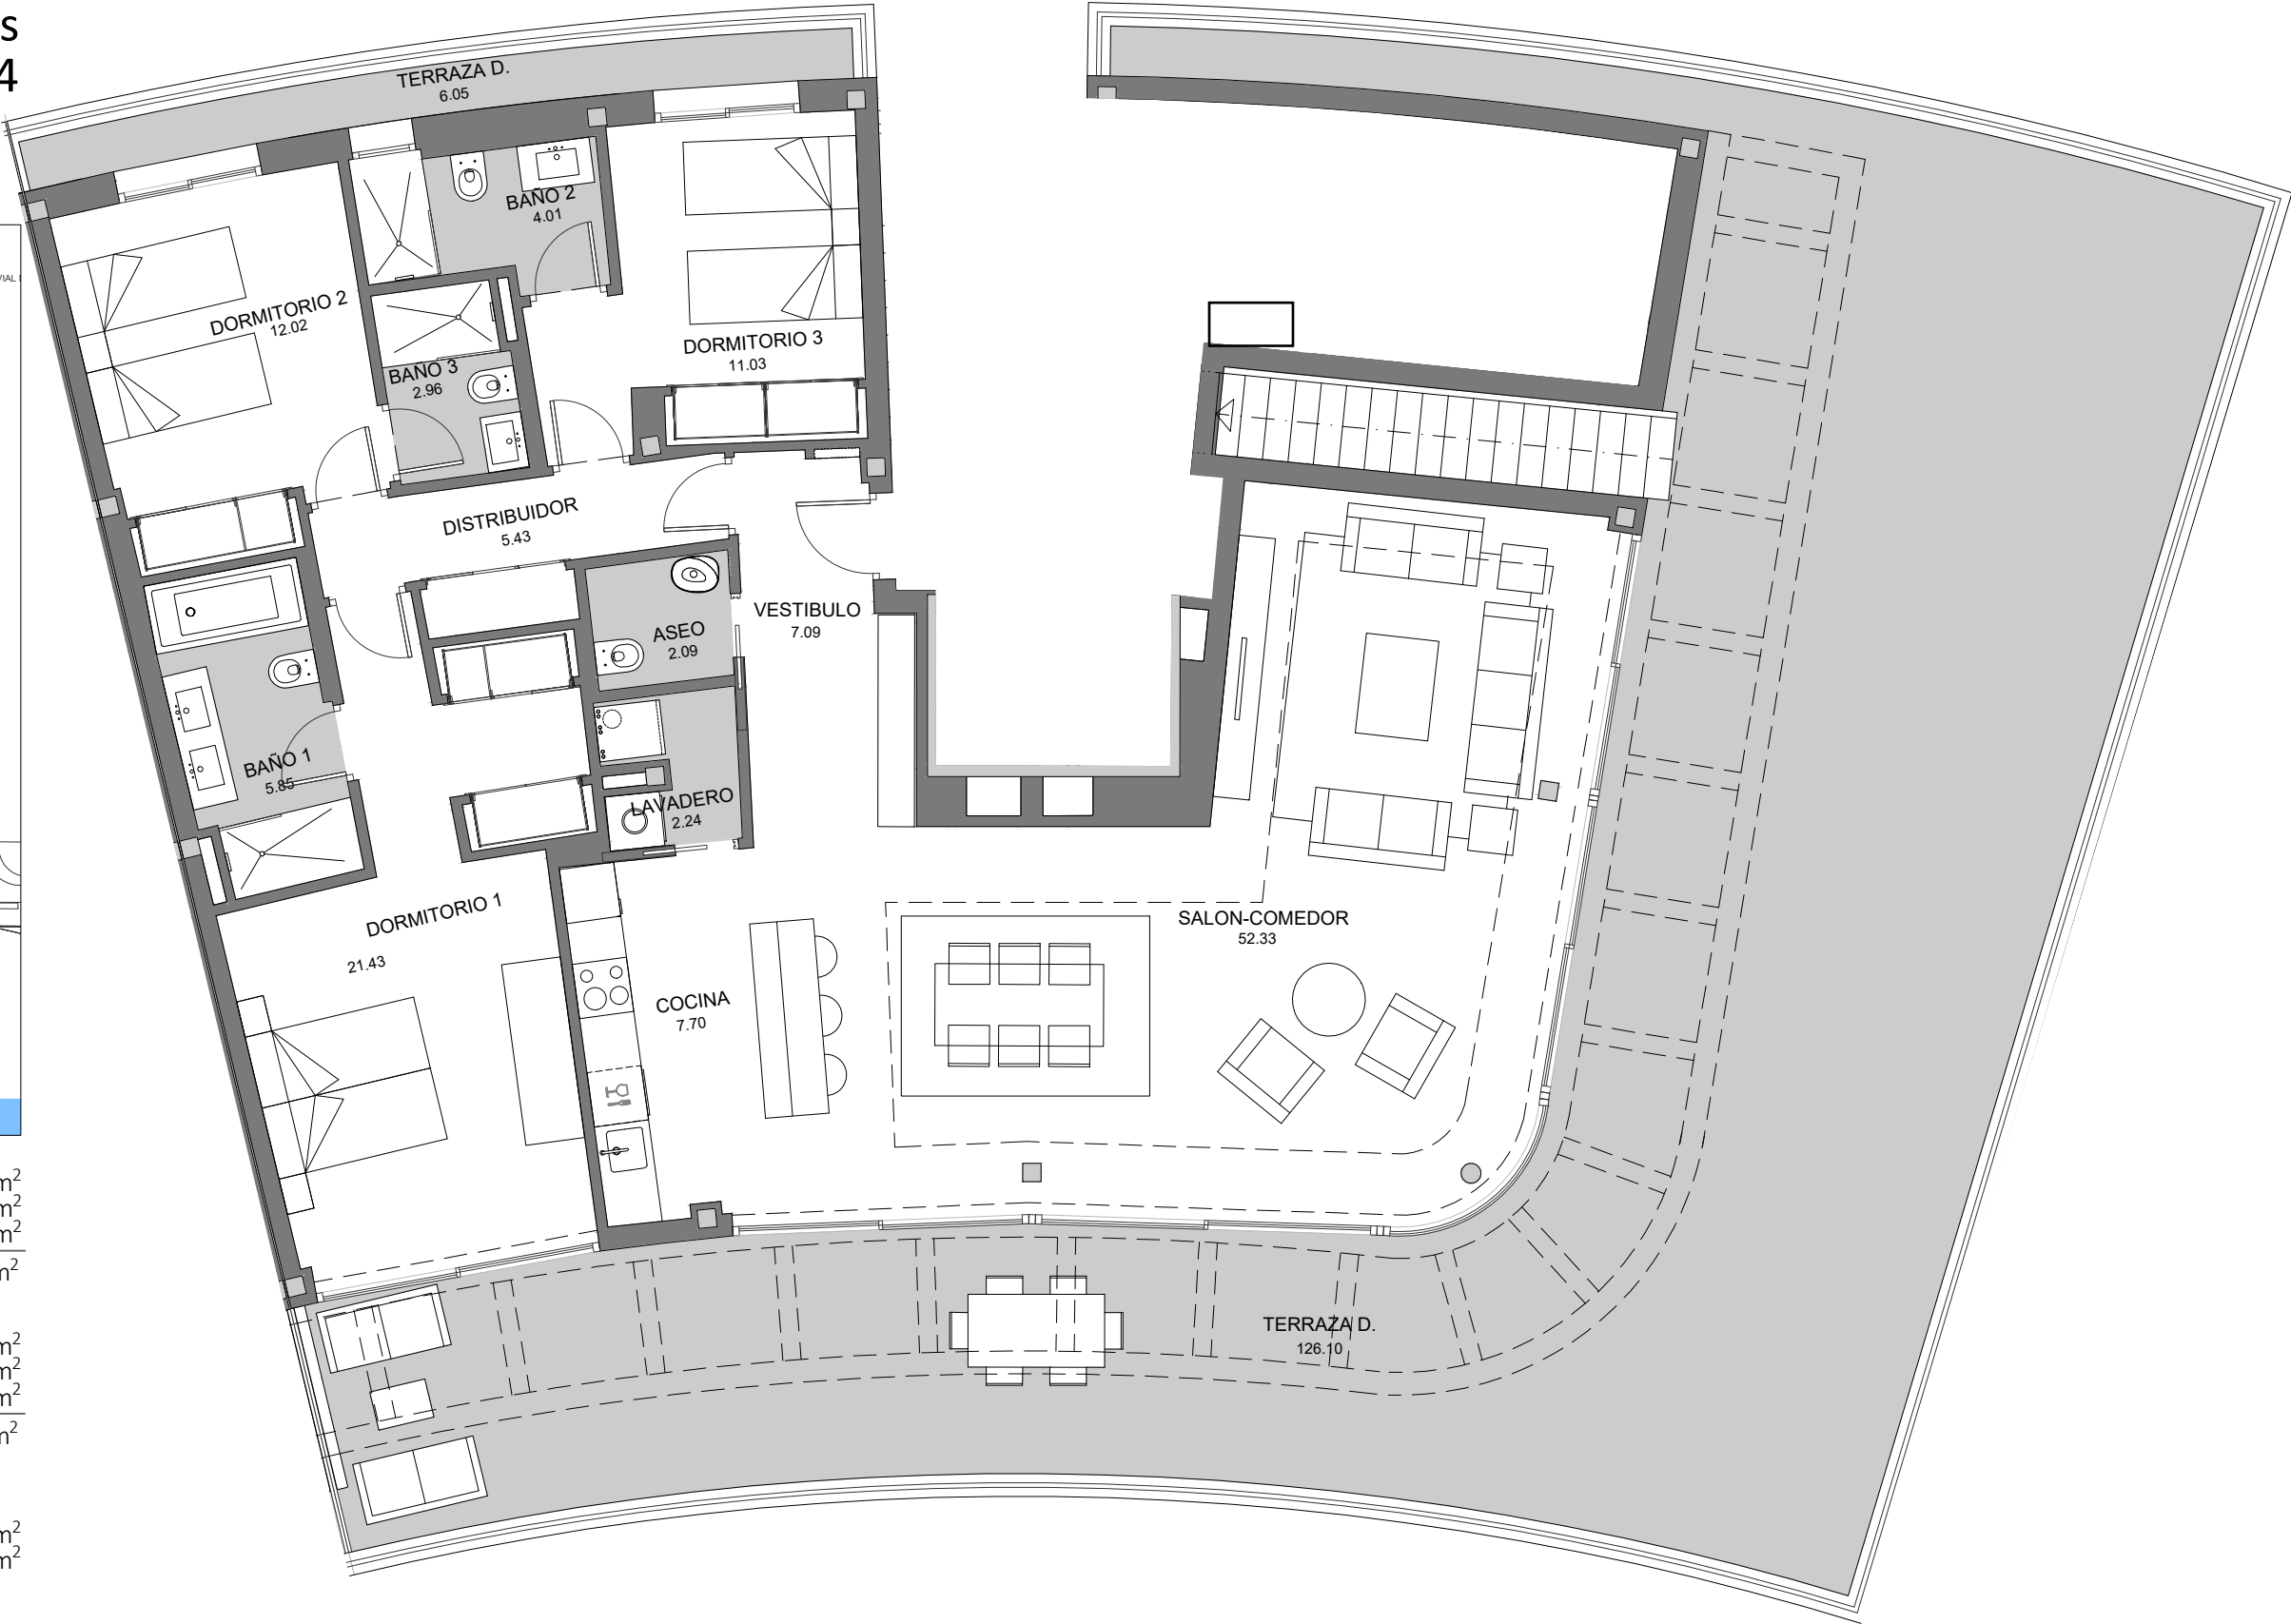 s
4
VIAL
TERRAZA D.
6.05
BAÑO 2
4.01
DORMITORIO 2
12.02
DORMITORIO 3
11.03
BAÑO 3
2.96
DISTRIBUIDOR
5.43
VESTIBULO
7.09
ASEO
2.09
BAÑO 1
5.85
LAVADERO
2.24
DORMITORIO 1
21.43
SALON-COMEDOR
52.33
COCINA
7.70
TERRAZA D.
126.10
m²
m²
m²
m²
m²
m²
m²
m²
m²
m²